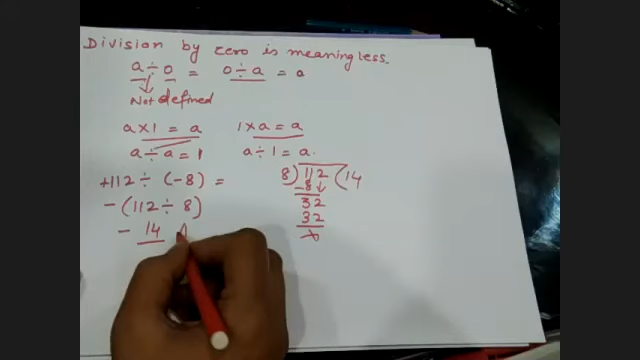 Division by zero is meaningless.
a ÷ 0 = 0 ÷ a = 0
Not defined
a × 1 = a 1 × a = a
a ÷ a = 1 a ÷ 1 = a.
+112 ÷ (-8) = 8) 112 (14
- (112 ÷ 8) - 8
32
- 14 32